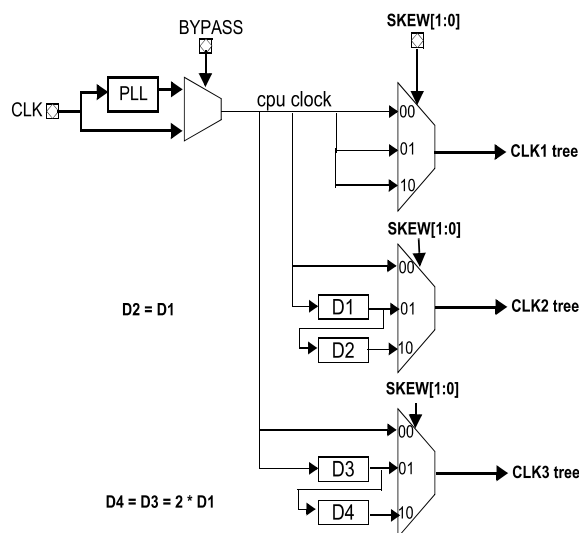 BYPASS
SKEW[1:0]
CLK
PLL
cpu clock
00
01
10
CLK1 tree
SKEW[1:0]
00
D1
01
D2
10
CLK2 tree
D2 = D1
SKEW[1:0]
00
D3
01
D4
10
CLK3 tree
D4 = D3 = 2 * D1